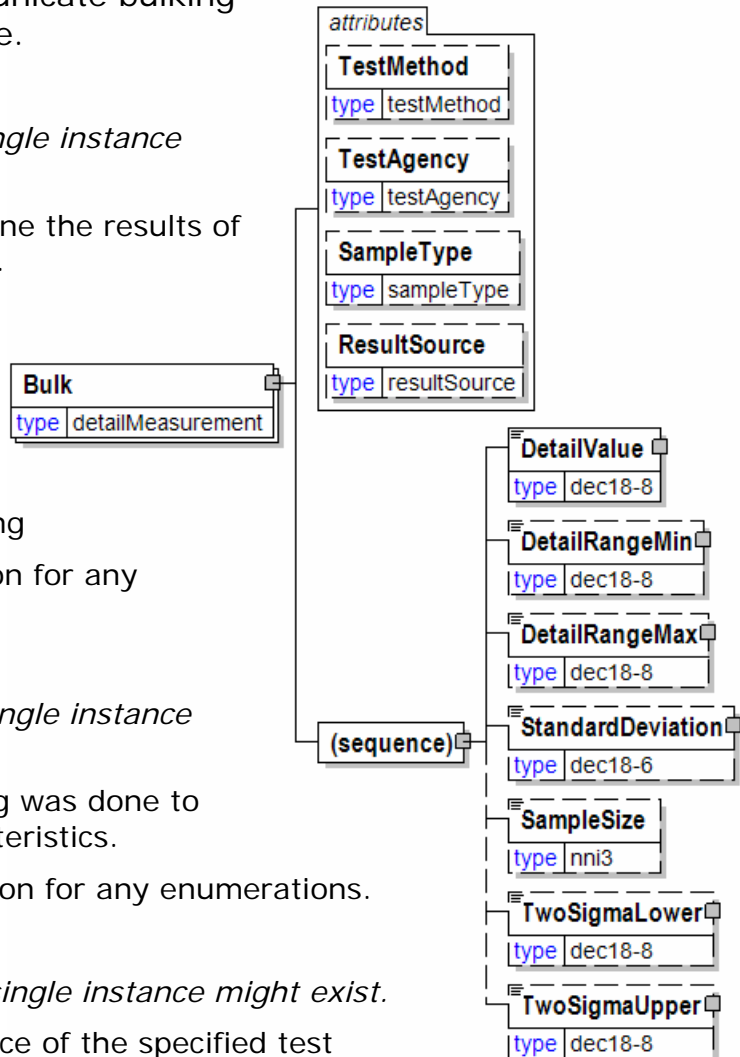 nicate bulking
e.
ngle instance
ne the results of
.
ng
on for any
ngle instance
g was done to
teristics.
on for any enumerations.
single instance might exist.
ce of the specified test
attributes
TestMethod
type testMethod
TestAgency
type testAgency
SampleType
type sampleType
ResultSource
type resultSource
Bulk
type detailMeasurement
(sequence)
DetailValue
type dec18-8
DetailRangeMin
type dec18-8
DetailRangeMax
type dec18-8
StandardDeviation
type dec18-6
SampleSize
type nni3
TwoSigmaLower
type dec18-8
TwoSigmaUpper
type dec18-8